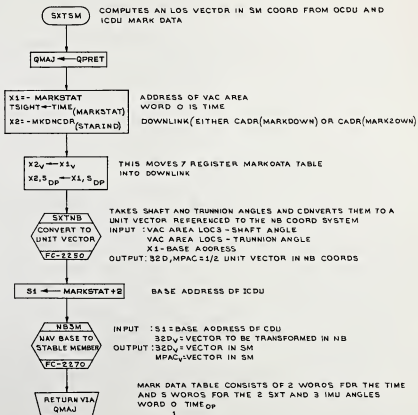 SXTSM
COMPUTES AN LOS VECTOR IN SM COORD FROM OCDU AND
ICDU MARK DATA
QMAJ ← QPRET
X1= - MARKSTAT
TSIGHT ← TIME(MARKSTAT)
X2= -MKDNCDR(STARIND)
ADDRESS OF VAC AREA
WORD O IS TIME
DOWNLINK (EITHER CADR(MARKDOWN) OR CADR(MARK2OWN)
X2V ← X1V
X2,5DP ← X1,5DP
THIS MOVES 7 REGISTER MARKDATA TABLE
INTO DOWNLINK
SXTNB
CONVERT TO
UNIT VECTOR
FC-2250
TAKES SHAFT AND TRUNNION ANGLES AND CONVERTS THEM TO A
UNIT VECTOR REFERENCED TO THE NB COORD SYSTEM
INPUT : VAC AREA LOC3 - SHAFT ANGLE
VAC AREA LOC5 - TRUNNION ANGLE
X1-BASE ADDRESS
OUTPUT: 32D, MPAC = 1/2 UNIT VECTOR IN NB COORDS
S1 ← MARKSTAT+2
BASE ADDRESS OF ICDU
NBSM
NAV BASE TO
STABLE MEMBER
FC-2270
INPUT : S1 = BASE ADDRESS OF CDU
32DV = VECTOR TO BE TRANSFORMED IN NB
OUTPUT : 32DV = VECTOR IN SM
MPACV = VECTOR IN SM
RETURN VIA
QMAJ
MARK DATA TABLE CONSISTS OF 2 WORDS FOR THE TIME
AND 5 WORDS FOR THE 2 SXT AND 3 IMU ANGLES
WORD O TIMEDP
1